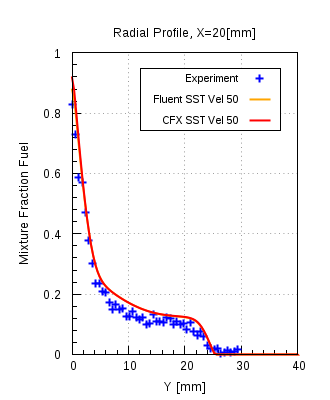 Radial Profile, X=20[mm]
1
Experiment
Fluent SST Vel 50
CFX SST Vel 50
0.8
0.6
0.4
0.2
0
Mixture Fraction Fuel
0 10 20 30 40
Y [mm]